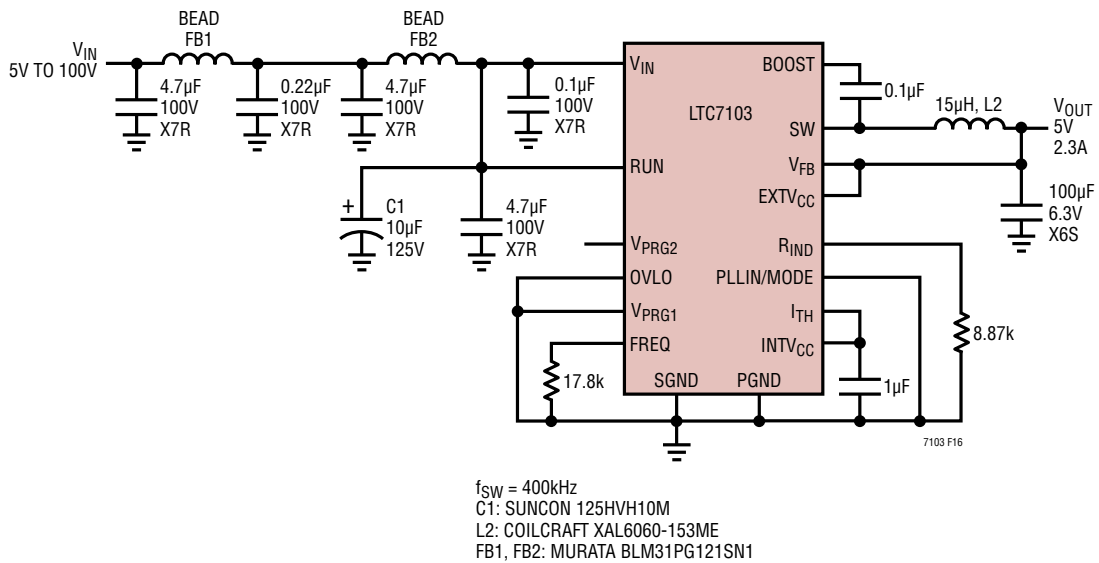 BEAD
FB1
BEAD
FB2
VIN
5V TO 100V
4.7µF
100V
X7R
0.22µF
100V
X7R
4.7µF
100V
X7R
0.1µF
100V
X7R
+
C1
10µF
125V
4.7µF
100V
X7R
VIN
RUN
VPRG2
OVLO
VPRG1
FREQ
17.8k
LTC7103
SGND
PGND
BOOST
SW
VFB
EXTVCC
RIND
PLLIN/MODE
ITH
INTVCC
0.1µF
15µH, L2
VOUT
5V
2.3A
100µF
6.3V
X6S
8.87k
1µF
7103 F16
fSW = 400kHz
C1: SUNCON 125HVH10M
L2: COILCRAFT XAL6060-153ME
FB1, FB2: MURATA BLM31PG121SN1